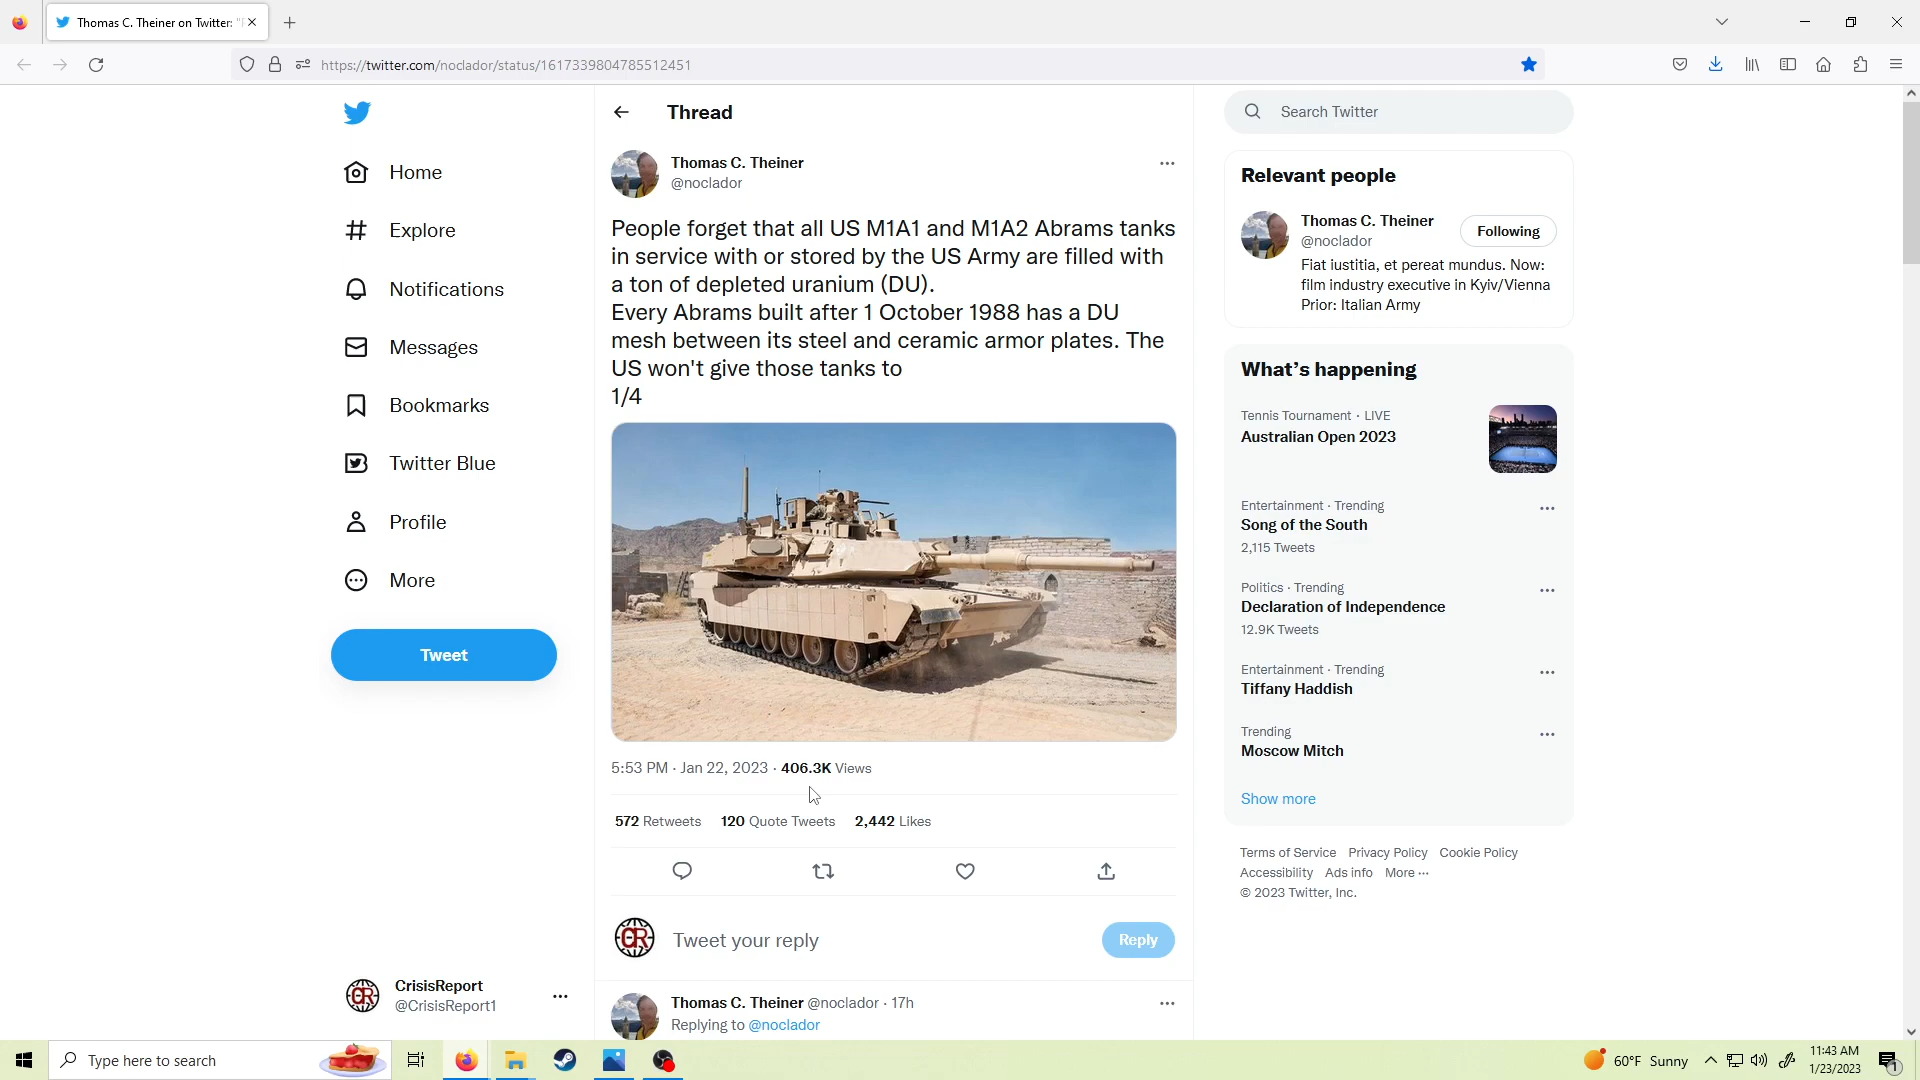 Thomas C. Theiner on Twitter: "P
https://twitter.com/noclador/status/1617339804785512451
Home
Explore
Notifications
Messages
Bookmarks
Twitter Blue
Profile
More
Tweet
CrisisReport
@CrisisReport1
Thread
Thomas C. Theiner
@noclador
People forget that all US M1A1 and M1A2 Abrams tanks
in service with or stored by the US Army are filled with
a ton of depleted uranium (DU).
Every Abrams built after 1 October 1988 has a DU
mesh between its steel and ceramic armor plates. The
US won't give those tanks to
1/4
5:53 PM · Jan 22, 2023 · 406.3K Views
572 Retweets 120 Quote Tweets 2,442 Likes
Tweet your reply
Reply
Thomas C. Theiner @noclador · 17h
Replying to @noclador
Search Twitter
Relevant people
Thomas C. Theiner
@noclador
Following
Fiat iustitia, et pereat mundus. Now:
film industry executive in Kyiv/Vienna
Prior: Italian Army
What's happening
Tennis Tournament · LIVE
Australian Open 2023
Entertainment · Trending
Song of the South
2,115 Tweets
Politics · Trending
Declaration of Independence
12.9K Tweets
Entertainment · Trending
Tiffany Haddish
Trending
Moscow Mitch
Show more
Terms of Service Privacy Policy Cookie Policy
Accessibility Ads info More ···
© 2023 Twitter, Inc.
Type here to search
60°F Sunny
11:43 AM
1/23/2023
1